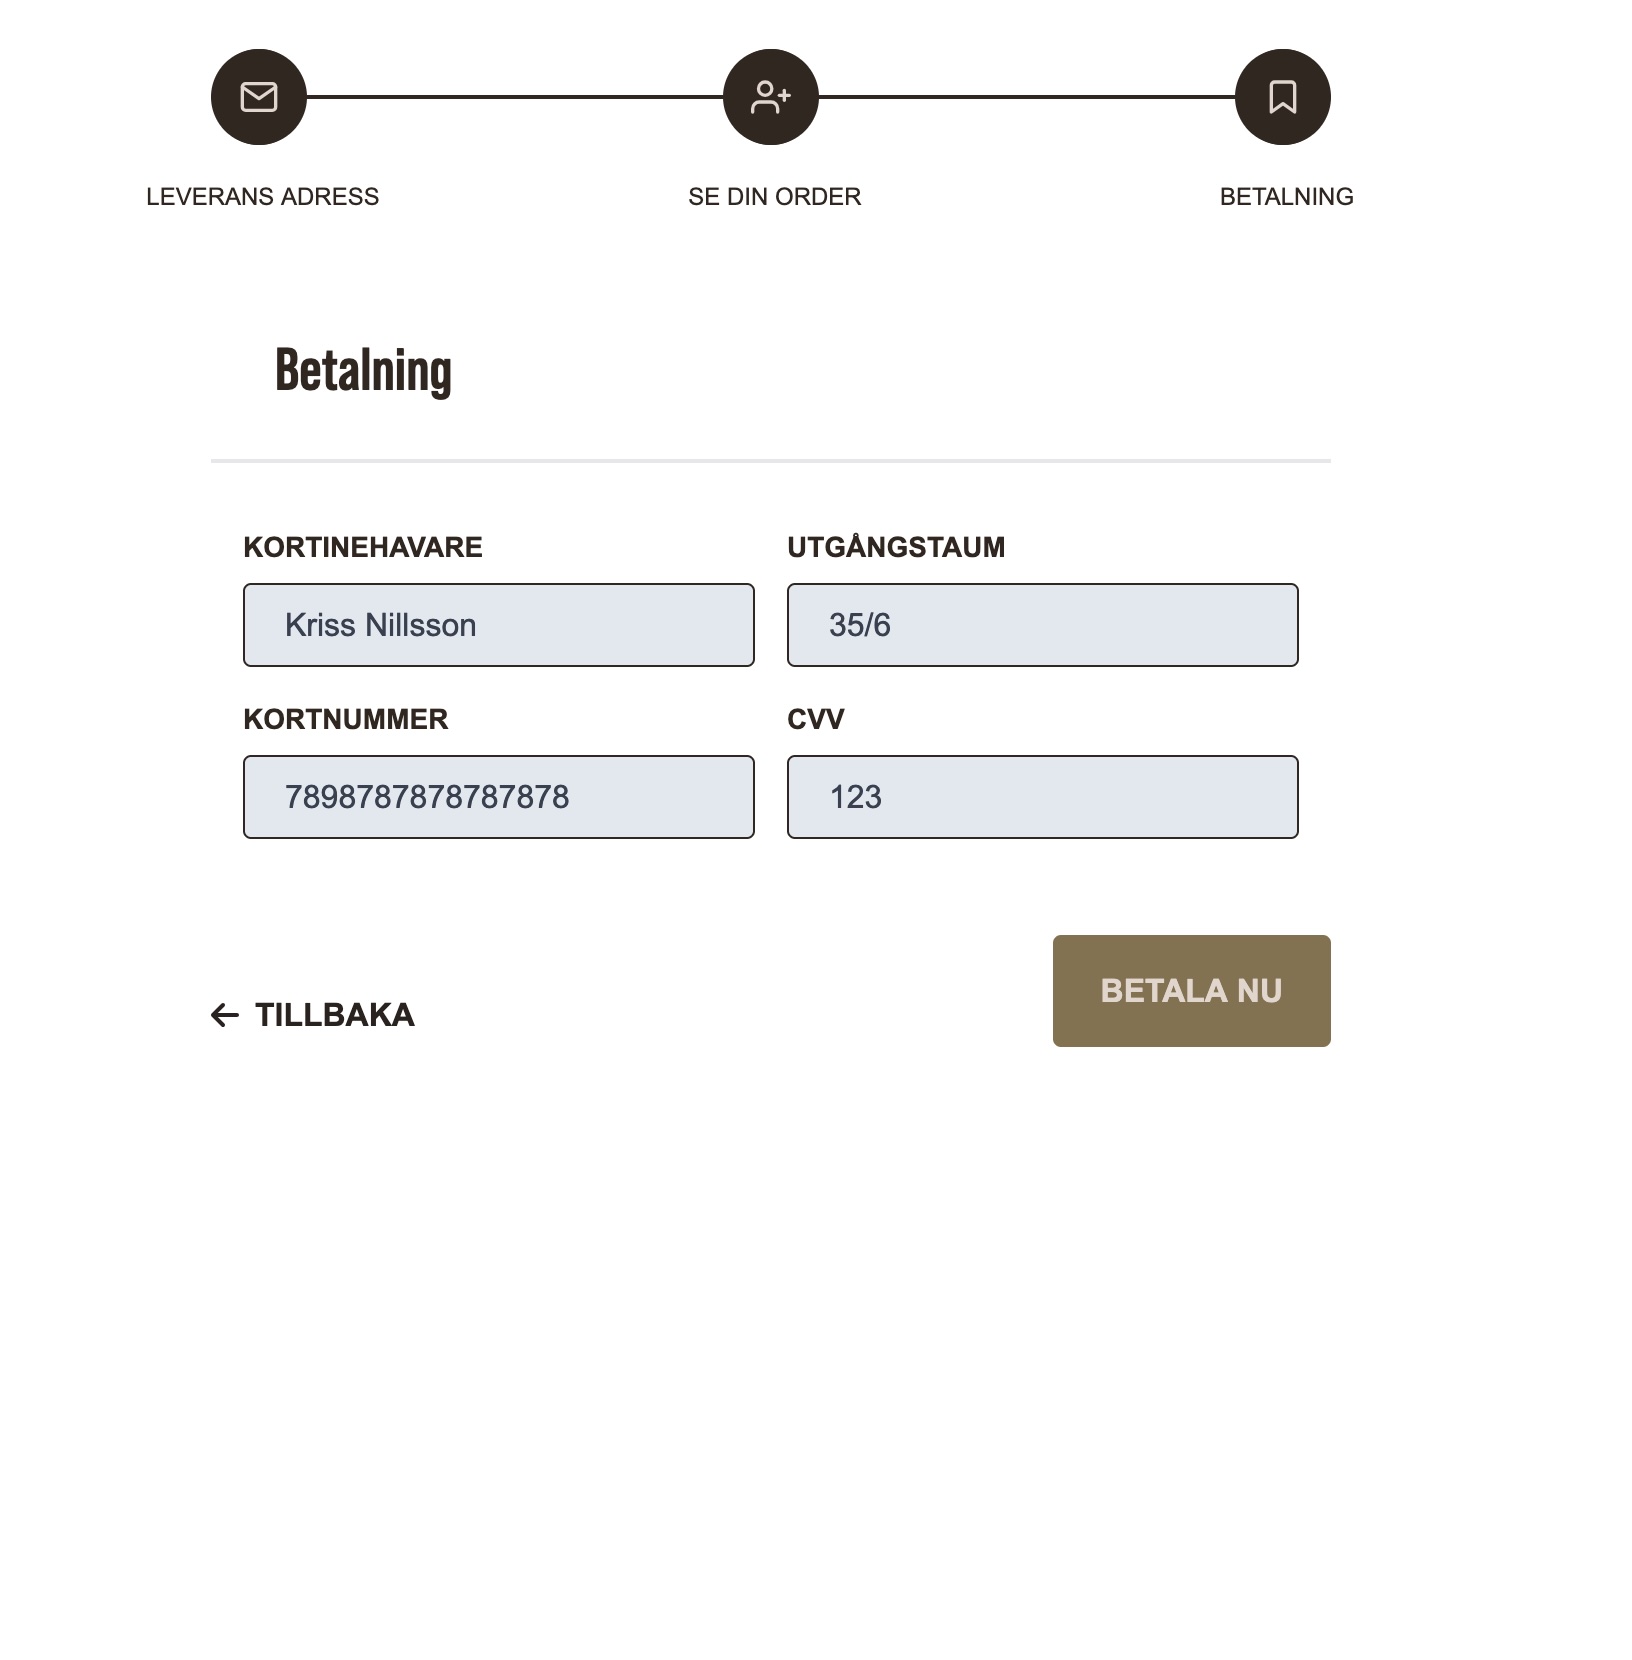 LEVERANS ADRESS
SE DIN ORDER
BETALNING
Betalning
KORTINEHAVARE
UTGÅNGSTAUM
Kriss Nillsson
35/6
KORTNUMMER
CVV
7898787878787878
123
TILLBAKA
BETALA NU